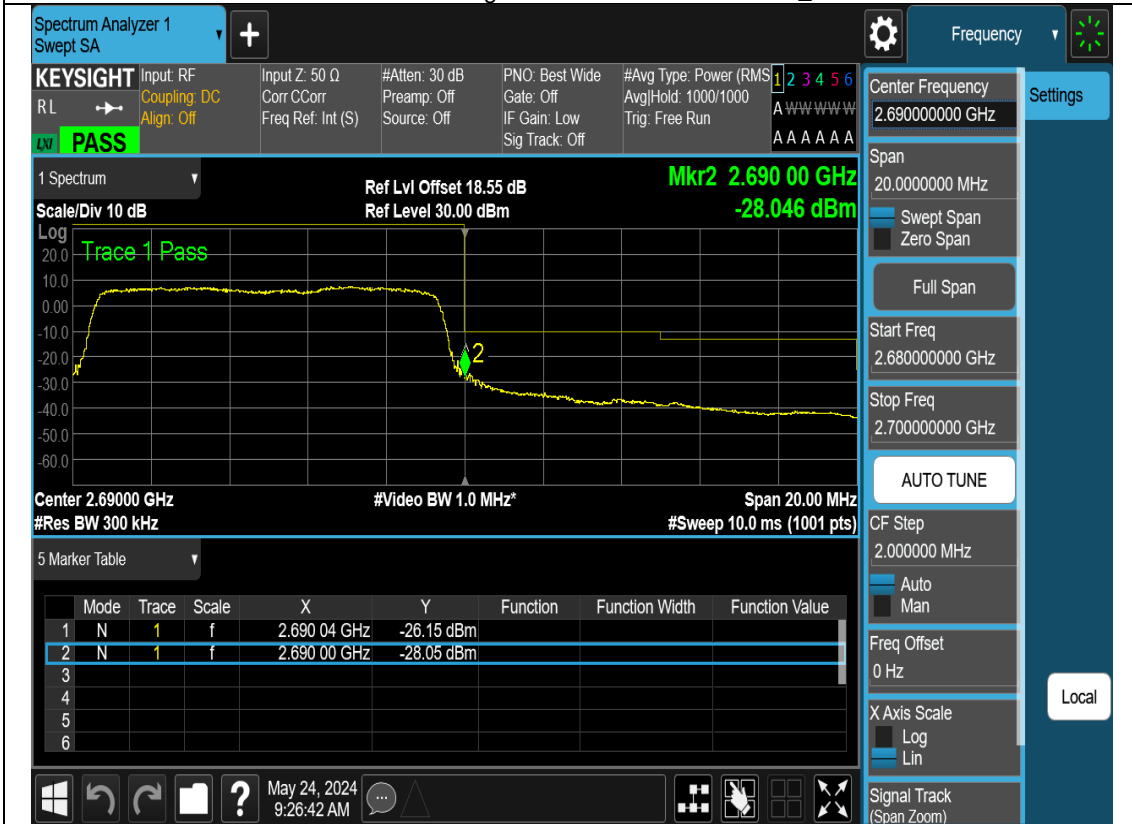 Spectrum Analyzer 1
Swept SA
+
Frequency
KEYSIGHT
RL
LXI PASS
Input: RF
Coupling: DC
Align: Off
Input Z: 50 Ω
Corr CCorr
Freq Ref: Int (S)
#Atten: 30 dB
Preamp: Off
Source: Off
PNO: Best Wide
Gate: Off
IF Gain: Low
Sig Track: Off
#Avg Type: Power (RMS
Avg|Hold: 1000/1000
Trig: Free Run
1 2 3 4 5 6
A W W W W W
A A A A A A
1 Spectrum
Scale/Div 10 dB
Ref Lvl Offset 18.55 dB
Ref Level 30.00 dBm
Mkr2 2.690 00 GHz
-28.046 dBm
Log
Trace 1 Pass
20.0
10.0
0.00
-10.0
-20.0
-30.0
-40.0
-50.0
-60.0
2
Center 2.69000 GHz
#Res BW 300 kHz
#Video BW 1.0 MHz*
Span 20.00 MHz
#Sweep 10.0 ms (1001 pts)
5 Marker Table
Mode Trace Scale X Y Function Function Width Function Value
1 N 1 f 2.690 04 GHz -26.15 dBm
2 N 1 f 2.690 00 GHz -28.05 dBm
3
4
5
6
?
May 24, 2024
9:26:42 AM
Center Frequency
2.690000000 GHz
Settings
Span
20.0000000 MHz
Swept Span
Zero Span
Full Span
Start Freq
2.680000000 GHz
Stop Freq
2.700000000 GHz
AUTO TUNE
CF Step
2.000000 MHz
Auto
Man
Freq Offset
0 Hz
Local
X Axis Scale
Log
Lin
Signal Track
(Span Zoom)